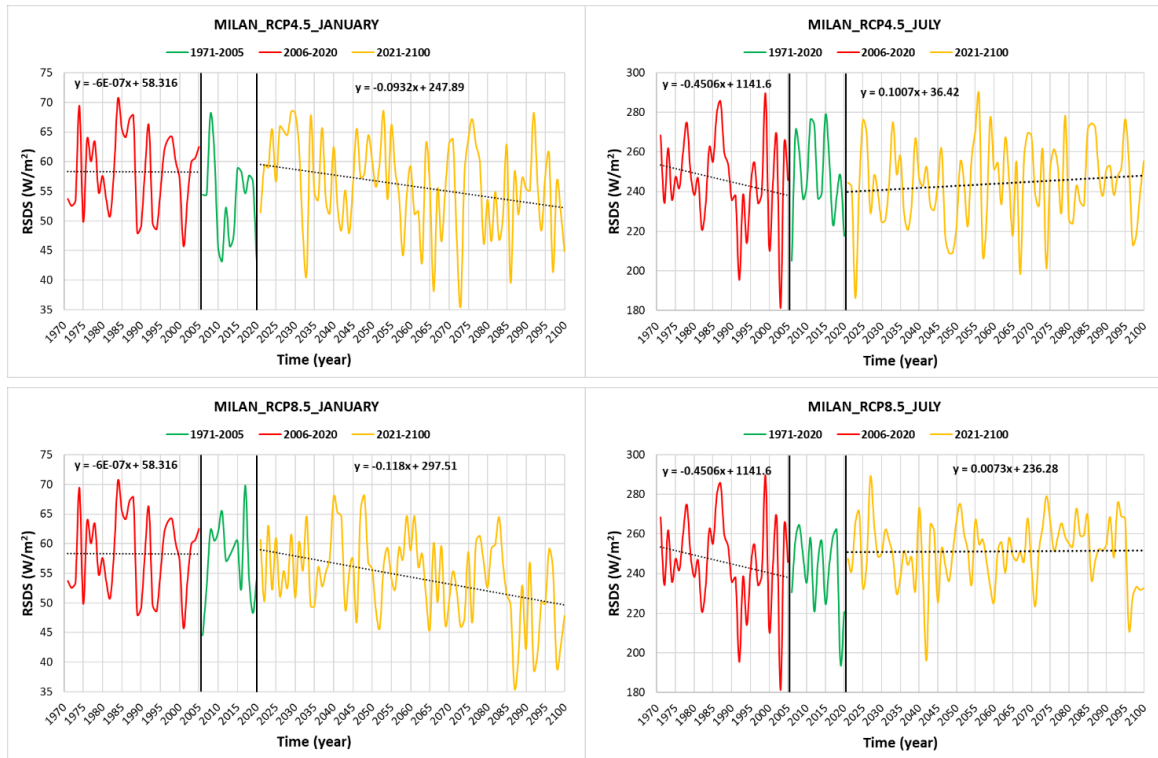 MILAN_RCP4.5_JANUARY
1971-2005 2006-2020 2021-2100
y = -6E-07x + 58.316
y = -0.0932x + 247.89
RSDS (W/m²)
75
70
65
60
55
50
45
40
35
1970 1975 1980 1985 1990 1995 2000 2005 2010 2015 2020 2025 2030 2035 2040 2045 2050 2055 2060 2065 2070 2075 2080 2085 2090 2095 2100
Time (year)
MILAN_RCP4.5_JULY
1971-2020 2006-2020 2021-2100
y = -0.4506x + 1141.6
y = 0.1007x + 36.42
RSDS (W/m²)
300
280
260
240
220
200
180
1970 1975 1980 1985 1990 1995 2000 2005 2010 2015 2020 2025 2030 2035 2040 2045 2050 2055 2060 2065 2070 2075 2080 2085 2090 2095 2100
Time (year)
MILAN_RCP8.5_JANUARY
1971-2005 2006-2020 2021-2100
y = -6E-07x + 58.316
y = -0.118x + 297.51
RSDS (W/m²)
75
70
65
60
55
50
45
40
35
1970 1975 1980 1985 1990 1995 2000 2005 2010 2015 2020 2025 2030 2035 2040 2045 2050 2055 2060 2065 2070 2075 2080 2085 2090 2095 2100
Time (year)
MILAN_RCP8.5_JULY
1971-2020 2006-2020 2021-2100
y = -0.4506x + 1141.6
y = 0.0073x + 236.28
RSDS (W/m²)
300
280
260
240
220
200
180
1970 1975 1980 1985 1990 1995 2000 2005 2010 2015 2020 2025 2030 2035 2040 2045 2050 2055 2060 2065 2070 2075 2080 2085 2090 2095 2100
Time (year)